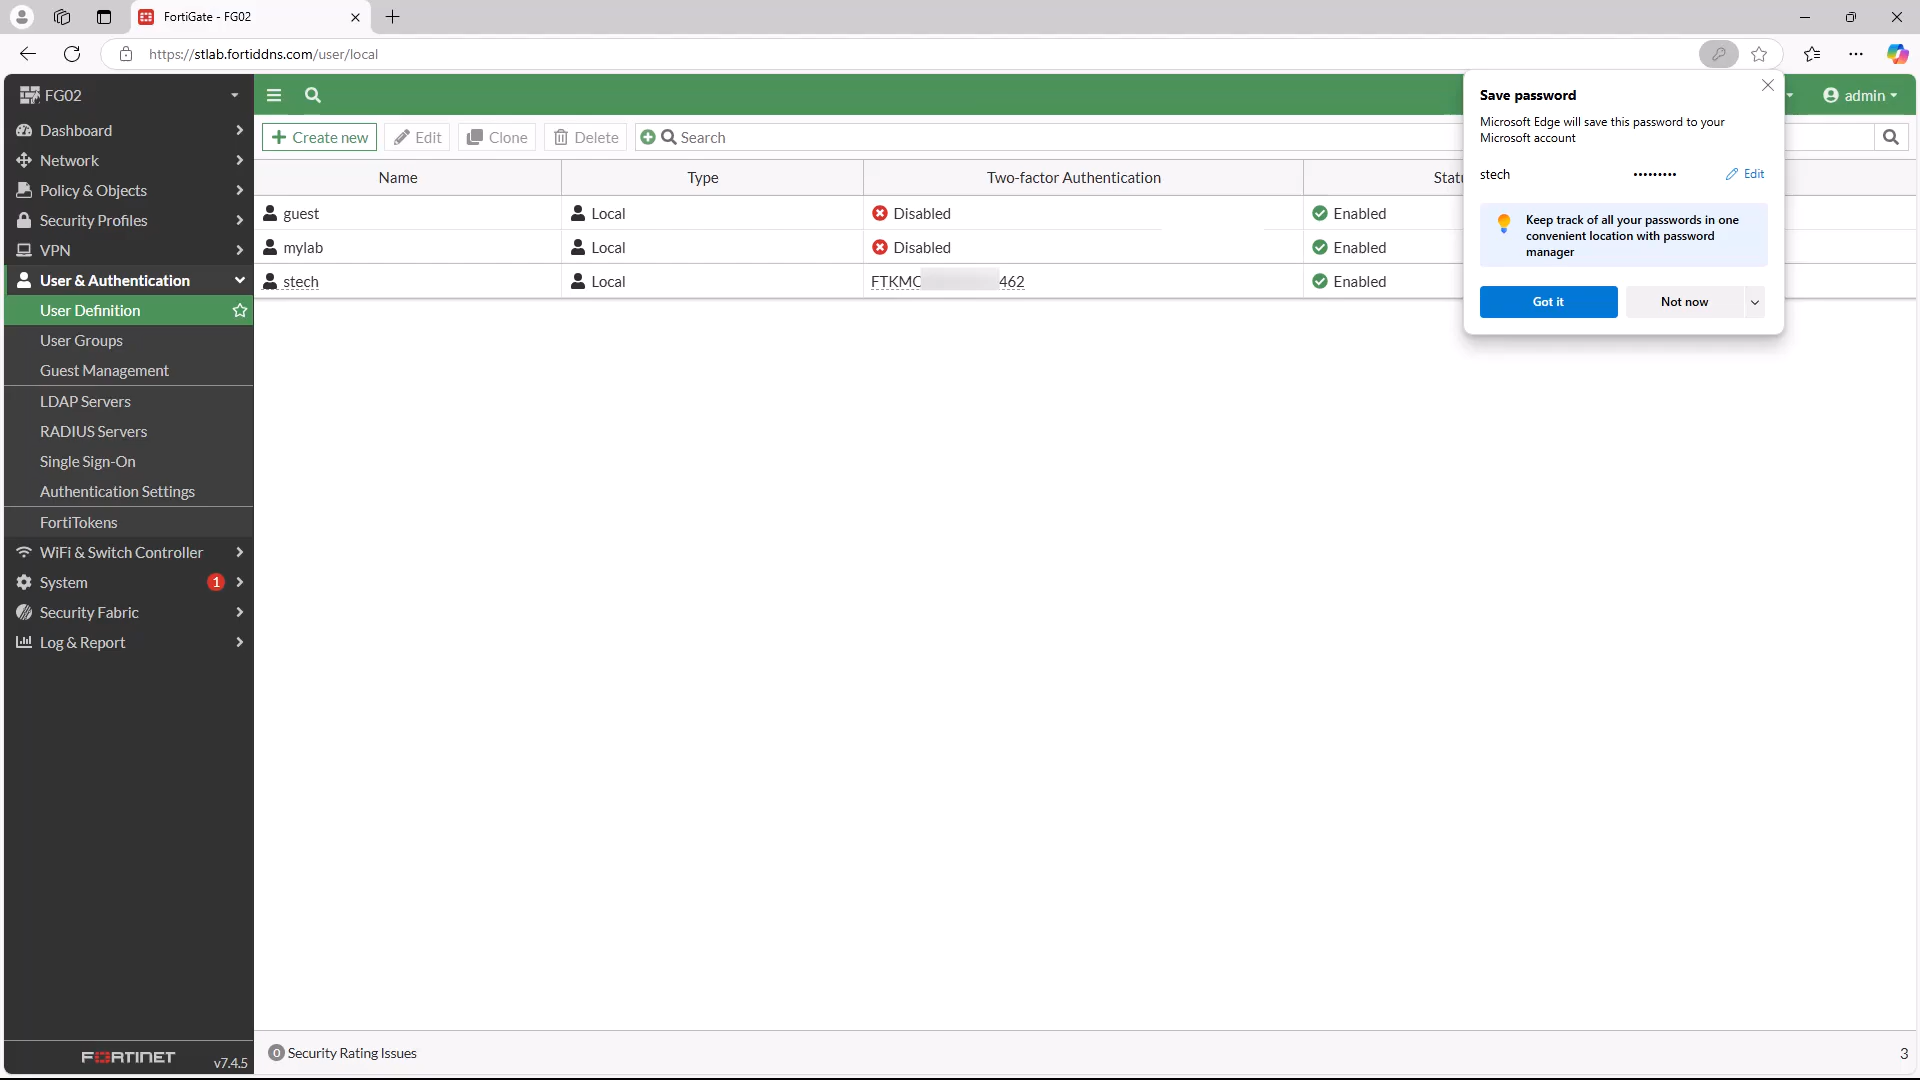 FortiGate - FG02
https://stlab.fortiddns.com/user/local
FG02
admin
Dashboard
Network
Policy & Objects
Security Profiles
VPN
User & Authentication
User Definition
User Groups
Guest Management
LDAP Servers
RADIUS Servers
Single Sign-On
Authentication Settings
FortiTokens
WiFi & Switch Controller
System 1
Security Fabric
Log & Report
FORTINET v7.4.5
Create new Edit Clone Delete Search
Name Type Two-factor Authentication
guest Local Disabled Enabled
mylab Local Disabled Enabled
stech Local FTKMO 462 Enabled
Save password
Microsoft Edge will save this password to your
Microsoft account
stech ••••••••• Edit
Keep track of all your passwords in one
convenient location with password
manager
Got it Not now
0 Security Rating Issues 3